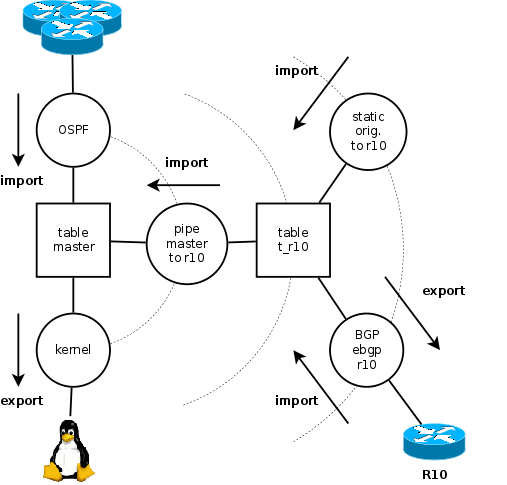 import
static
orig.
to r10
OSPF
import
import
table
master
pipe
master
to r10
table
t_r10
export
kernel
BGP
ebgp
r10
export
import
R10